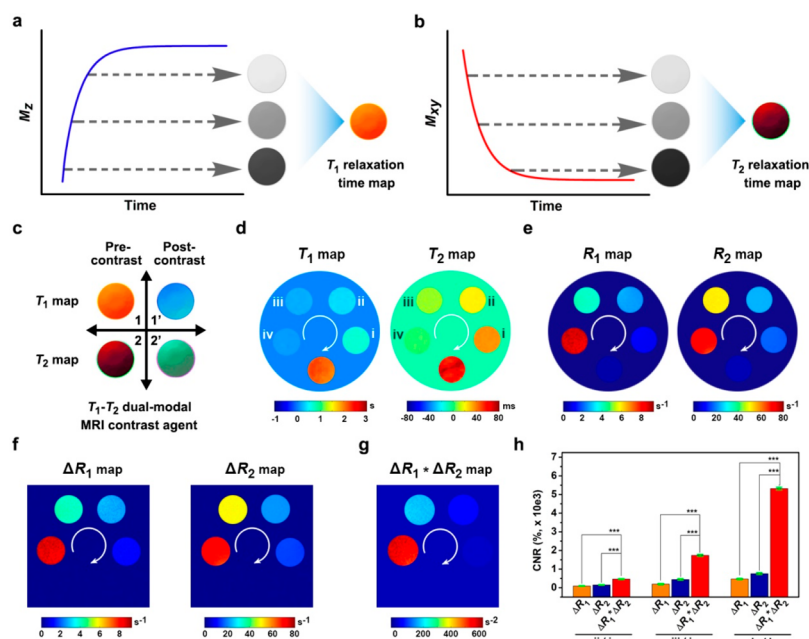 a
Mz
Time
T1 relaxation
time map
b
Mxy
Time
T2 relaxation
time map
c
Pre-
contrast
Post-
contrast
T1 map
1 1'
2 2'
T2 map
T1-T2 dual-modal
MRI contrast agent
d
T1 map
T2 map
iii ii
iv i
iii ii
iv i
-1 0 1 2 3 s
-80 -40 0 40 80 ms
e
R1 map
R2 map
0 2 4 6 8 s-1
0 20 40 60 80 s-1
f
ΔR1 map
ΔR2 map
0 2 4 6 8 s-1
0 20 40 60 80 s-1
g
ΔR1 * ΔR2 map
0 200 400 600 s-2
h
CNR (%, x 10e3)
7
6
5
4
3
2
1
0
***
***
***
***
***
***
ΔR1
ΔR2
ΔR1*ΔR2
ΔR1
ΔR2
ΔR1*ΔR2
ΔR1
ΔR2
ΔR1*ΔR2